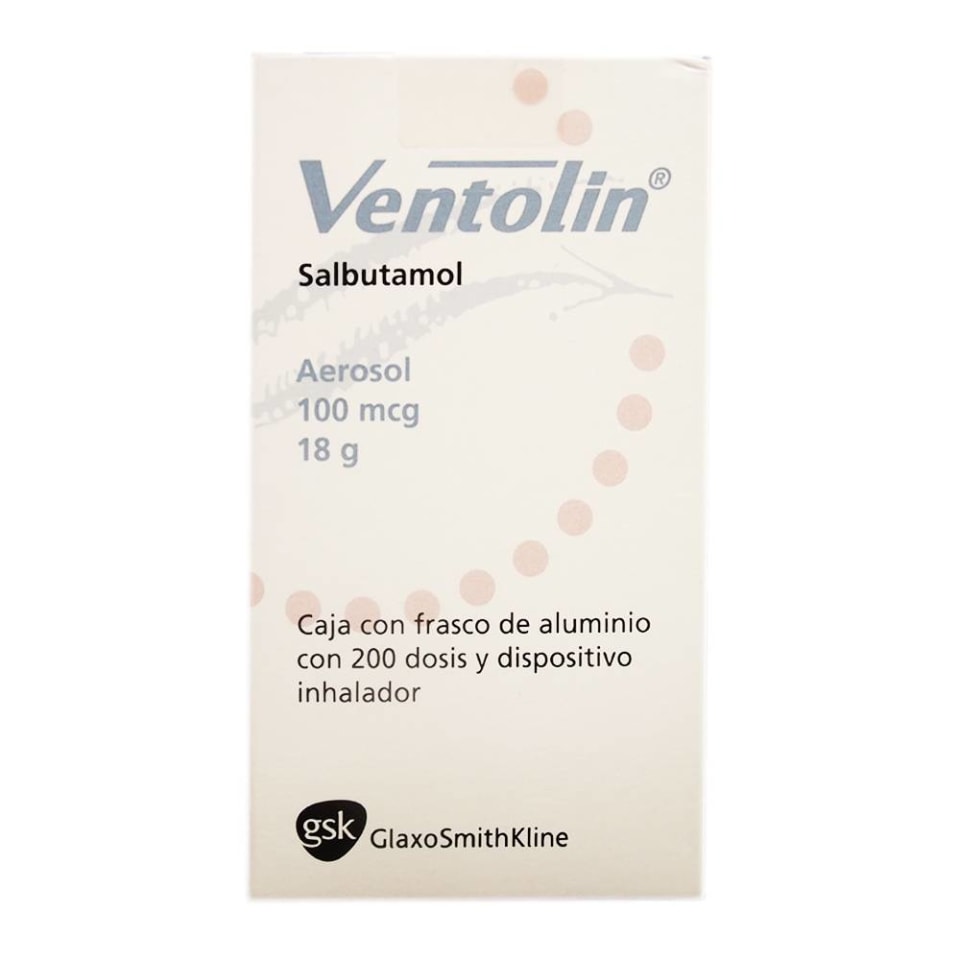 Ventolin®
Salbutamol
Aerosol
100 mcg
18 g
Caja con frasco de aluminio
con 200 dosis y dispositivo
inhalador
gsk GlaxoSmithKline